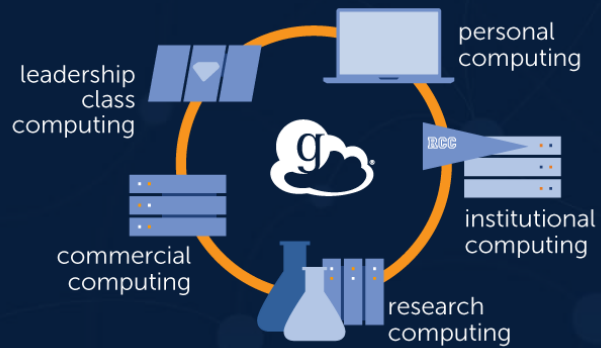 personal
computing
leadership
class
computing
g
®
RCC
institutional
computing
commercial
computing
research
computing